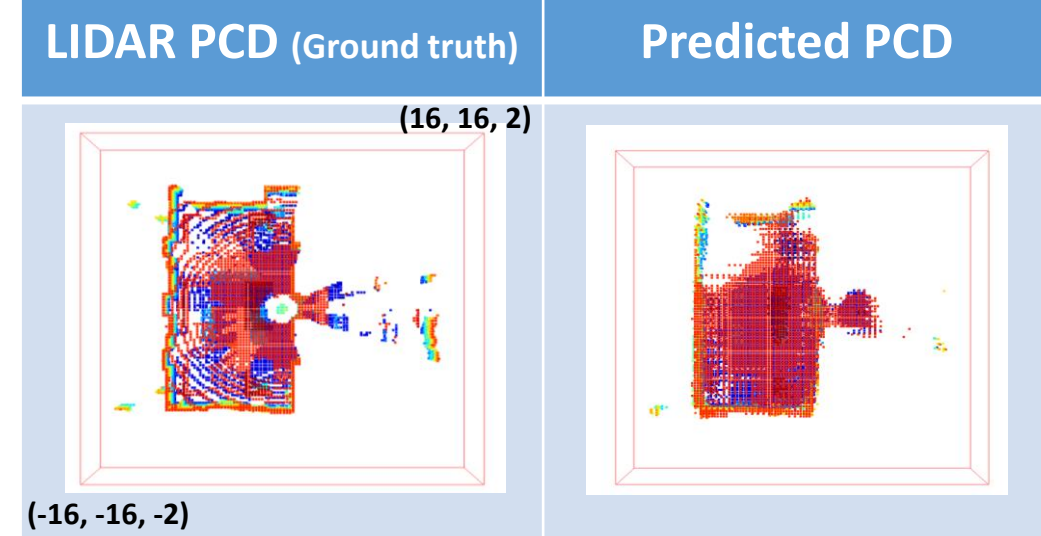 LIDAR PCD (Ground truth)
Predicted PCD
(16, 16, 2)
(-16, -16, -2)